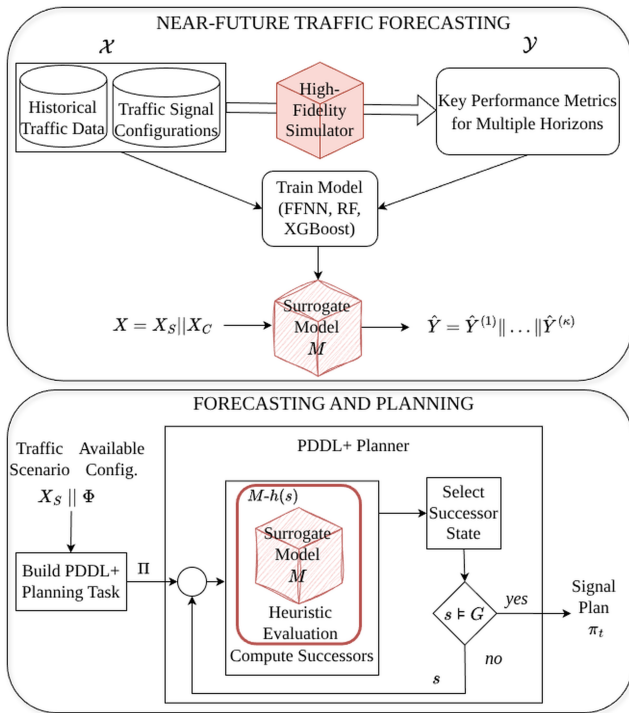 NEAR-FUTURE TRAFFIC FORECASTING
𝒳
𝒴
Historical
Traffic Data
Traffic Signal
Configurations
High-
Fidelity
Simulator
Key Performance Metrics
for Multiple Horizons
Train Model
(FFNN, RF,
XGBoost)
X = X_S||X_C
Surrogate
Model
M
Ŷ = Ŷ^(1)|| . . . ||Ŷ^(κ)
FORECASTING AND PLANNING
Traffic
Scenario
Available
Config.
X_S || Φ
Build PDDL+
Planning Task
Π
PDDL+ Planner
M-h(s)
Surrogate
Model
M
Heuristic
Evaluation
Compute Successors
Select
Successor
State
s ⊨ G
yes
no
s
Signal
Plan
π_t